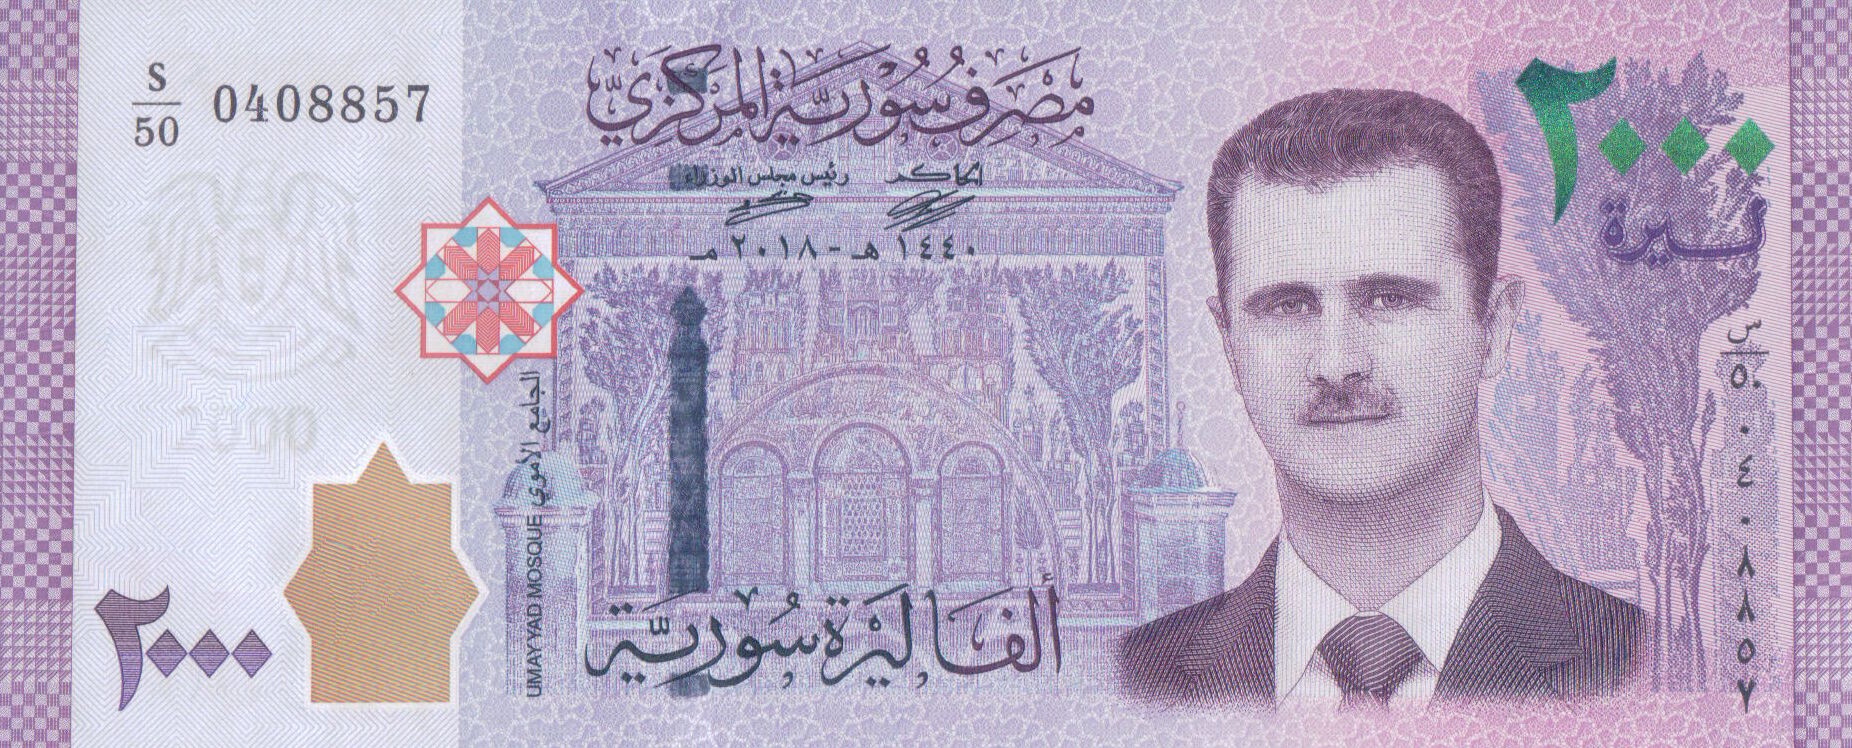 S
50
0408857
مصرف سورية المركزي
الحاكم رئيس مجلس الوزراء
١٤٤٠ هـ - ٢٠١٨ مـ
٢٠٠٠
ليرة
س
٥٠
٠٤٠٨٨٥٧
الجامع الأموي UMAYYAD MOSQUE
ألفا ليرة سورية
٢٠٠٠